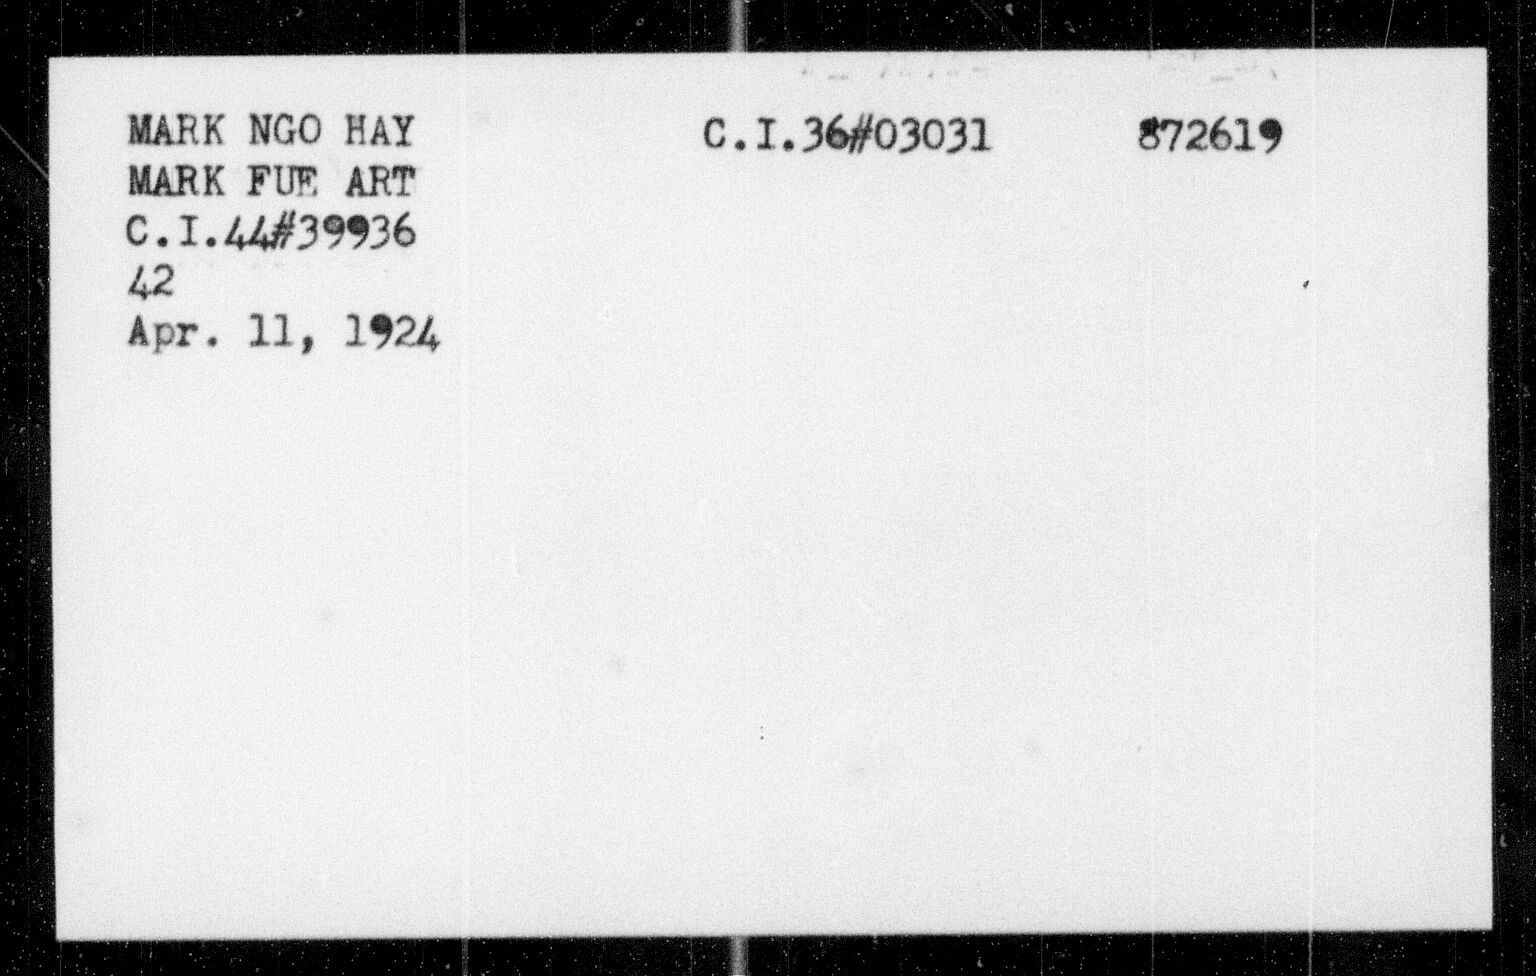 MARK NGO HAY C.I.36#03031 872619
MARK FUE ART
C.I.44#39936
42
Apr. 11, 1924